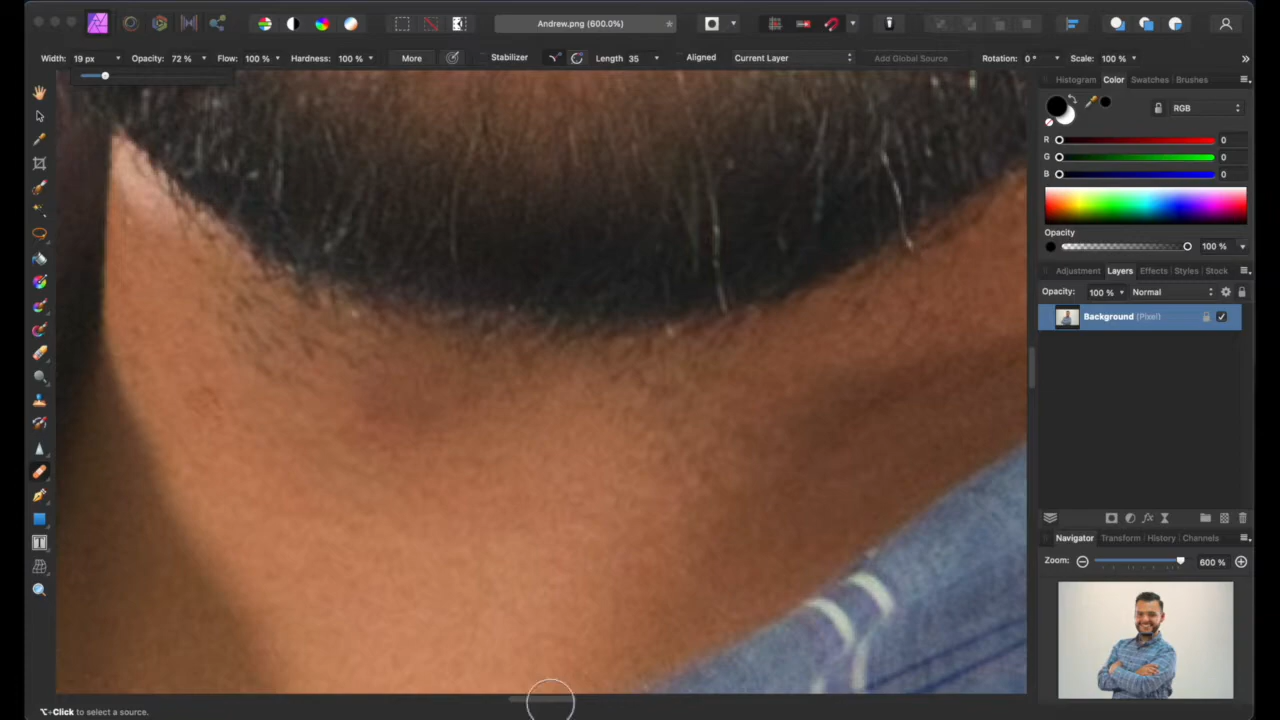 Andrew.png (600.0%)
Width: 19 px Opacity: 72 % Flow: 100 % Hardness: 100 % More Stabilizer Length 35 Aligned Current Layer Add Global Source Rotation: 0 ° Scale: 100 %
Histogram Color Swatches Brushes
RGB
R 0
G 0
B 0
Opacity
100 %
Adjustment Layers Effects Styles Stock
Opacity: 100 % Normal
Background (Pixel)
Navigator Transform History Channels
Zoom: 600 %
⌥+Click to select a source.